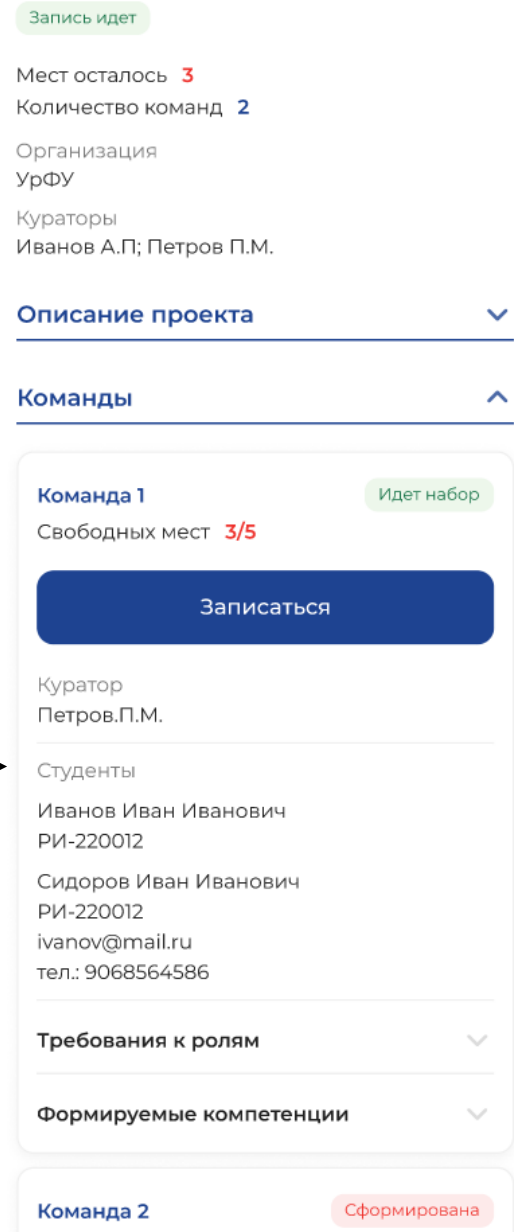 Запись идет
Мест осталось 3
Количество команд 2
Организация
УрФУ
Кураторы
Иванов А.П; Петров П.М.
Описание проекта
Команды
Команда 1 Идет набор
Свободных мест 3/5
Записаться
Куратор
Петров.П.М.
Студенты
Иванов Иван Иванович
РИ-220012
Сидоров Иван Иванович
РИ-220012
ivanov@mail.ru
тел.: 9068564586
Требования к ролям
Формируемые компетенции
Команда 2 Сформирована